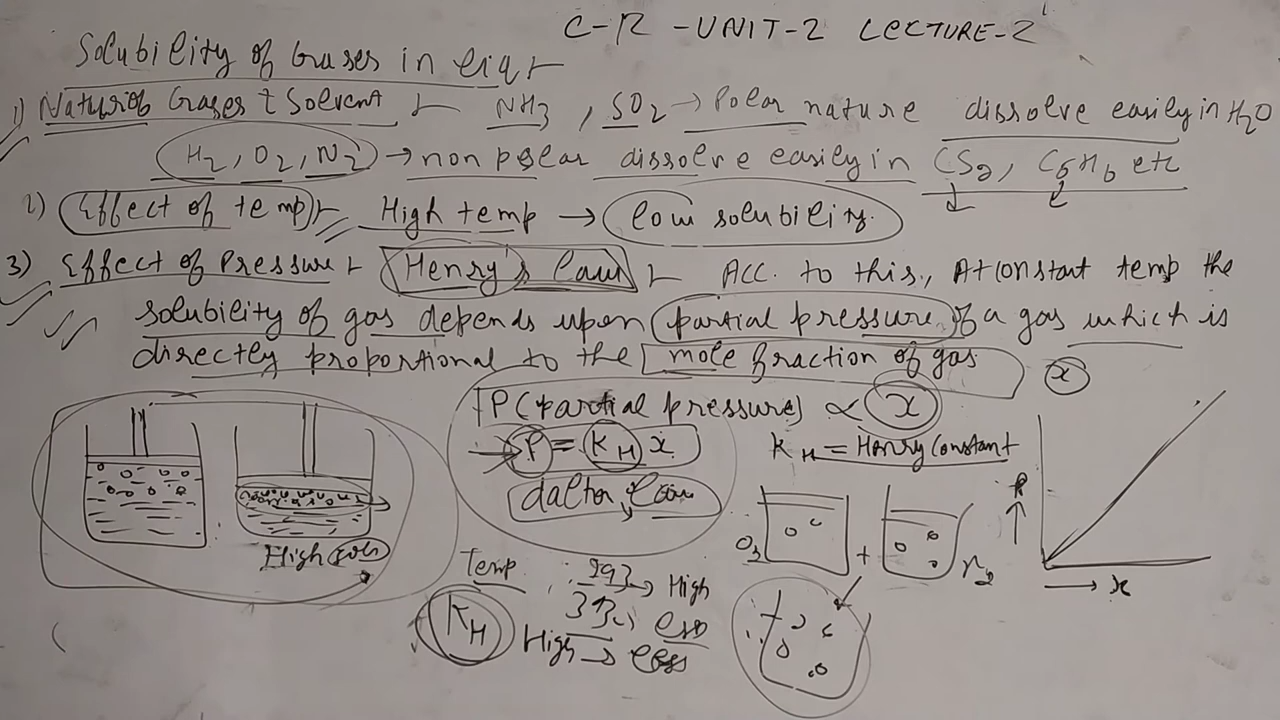 C-R -UNIT-2 LECTURE-2
Solubility of Gases in liq ⊢
1) Nature of Gases & Solvent ⊢ NH3, SO2 → Polar nature dissolve easily in H2O
H2, O2, N2 → non polar dissolve easily in CS2, C6H6 etc
2) Effect of temp ⊢ High temp → low solubility.
3) Effect of Pressure ⊢ Henry's law ⊢ ACC. to this, At constant temp the
solubility of gas depends upon partial pressure of a gas which is
directly proportional to the mole fraction of gas x
P (partial pressure) ∝ x
P = KH x
KH = Henry Constant
dalton law
High solu
O2 + N2
P ↑
→ x
Temp 293 → High
KH
High → less